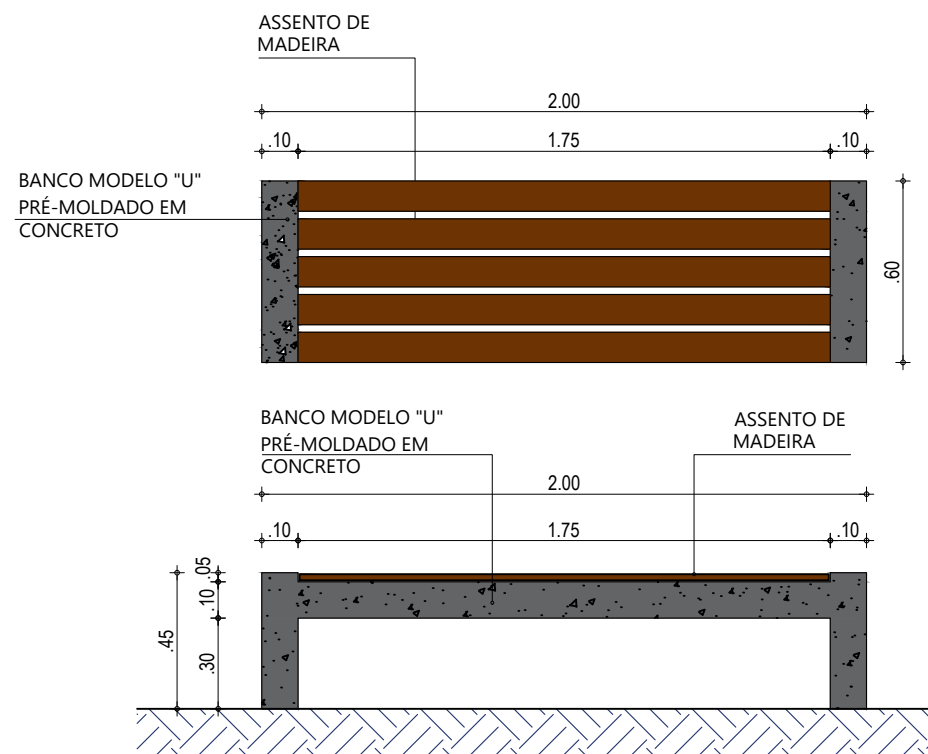 ASSENTO DE
MADEIRA
2.00
.10 1.75 .10
BANCO MODELO "U"
PRÉ-MOLDADO EM
CONCRETO
.60
BANCO MODELO "U"
PRÉ-MOLDADO EM
CONCRETO
ASSENTO DE
MADEIRA
2.00
.10 1.75 .10
.05
.10
.45
.30